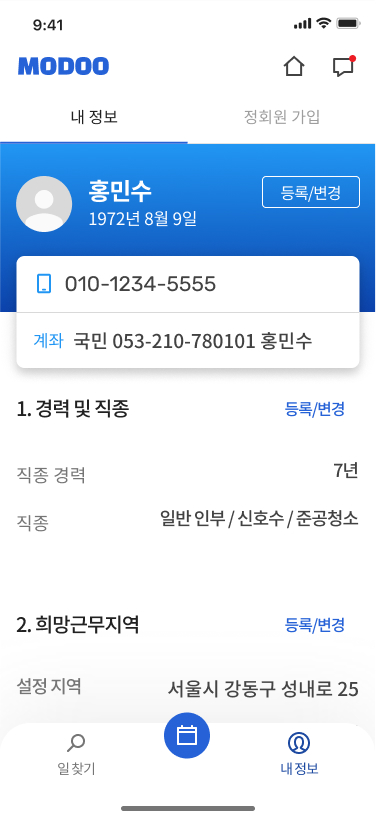 9:41
MODOO
내 정보
정회원 가입
홍민수
등록/변경
1972년 8월 9일
010-1234-5555
계좌 국민 053-210-780101 홍민수
1. 경력 및 직종
등록/변경
직종 경력
7년
직종
일반 인부 / 신호수 / 준공청소
2. 희망근무지역
등록/변경
설정 지역
서울시 강동구 성내로 25
일 찾기
내 정보